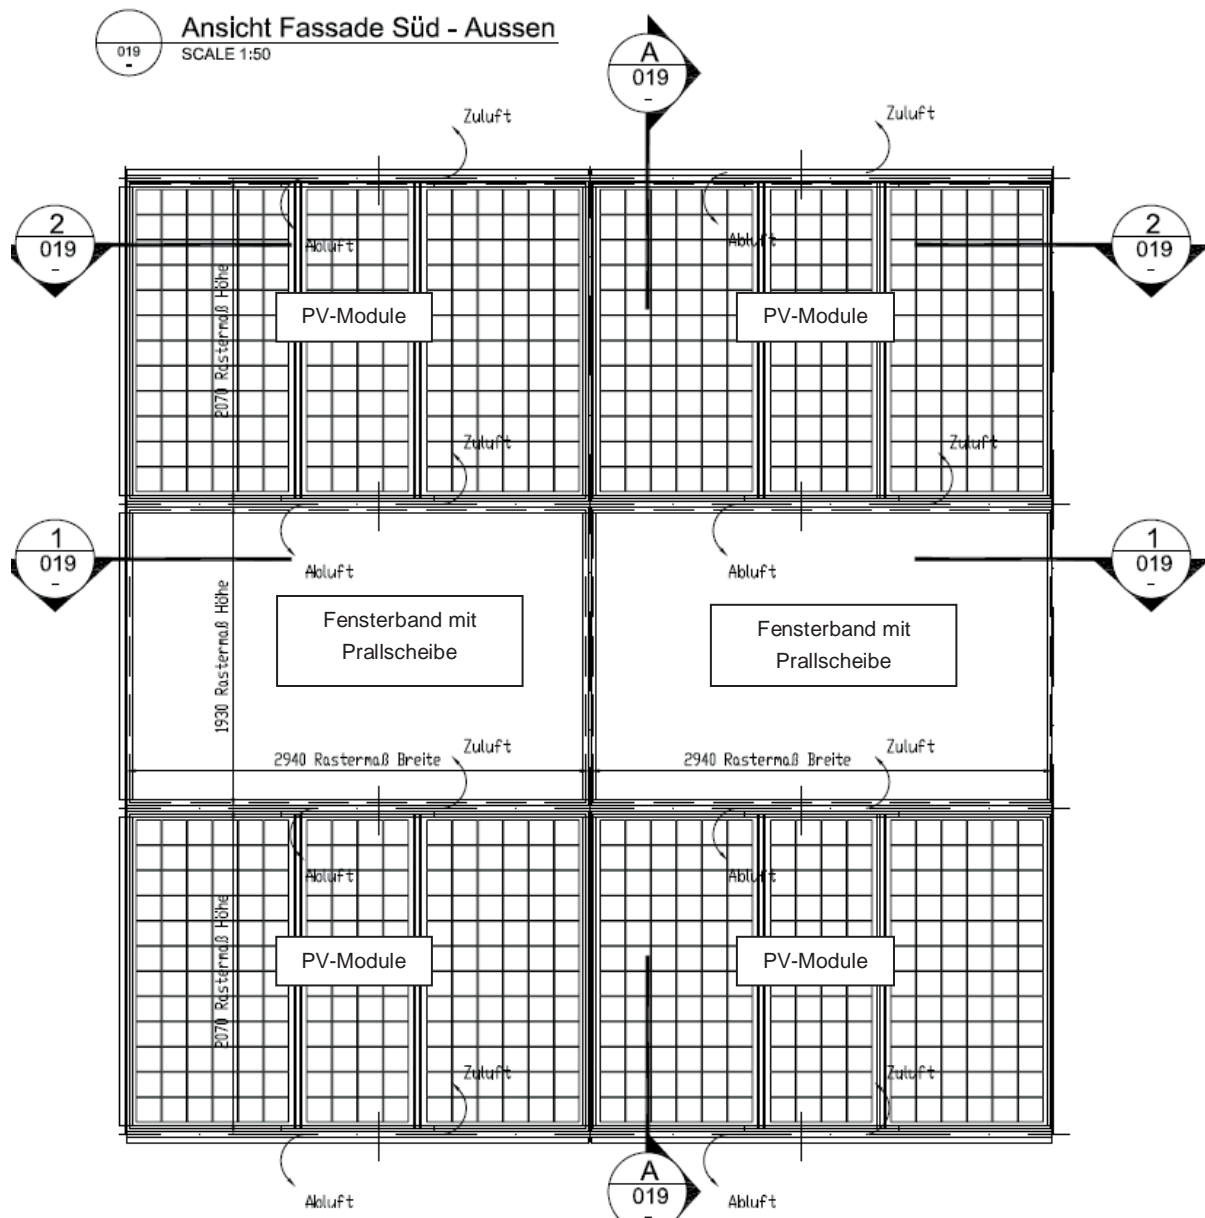 Ansicht Fassade Süd - Aussen
019
SCALE 1:50
-
A
019
-
Zuluft
Zuluft
2
019
-
Abluft
Abluft
2
019
-
2070 Rastermaß Höhe
PV-Module
PV-Module
Zuluft
Zuluft
1
019
-
Abluft
Abluft
1
019
-
1930 Rastermaß Höhe
Fensterband mit
Prallscheibe
Fensterband mit
Prallscheibe
2940 Rastermaß Breite
Zuluft
2940 Rastermaß Breite
Zuluft
Abluft
Abluft
2070 Rastermaß Höhe
PV-Module
PV-Module
Zuluft
Zuluft
Abluft
A
019
-
Abluft